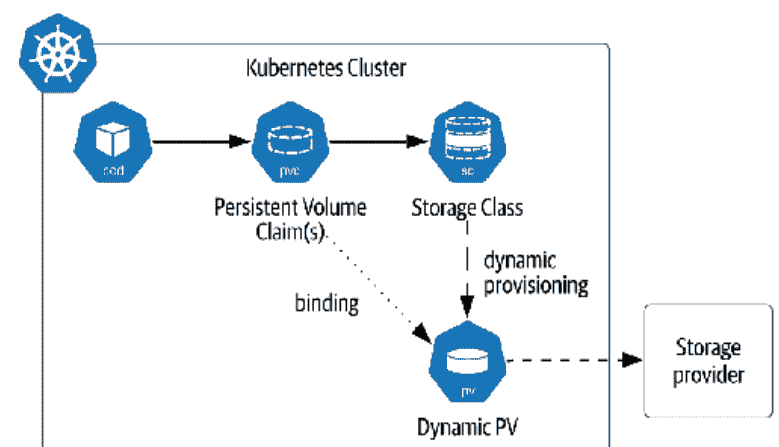 Kubernetes Cluster
pod
pvc
sc
Persistent Volume
Claim(s)
Storage Class
dynamic
provisioning
binding
Storage
provider
pv
Dynamic PV